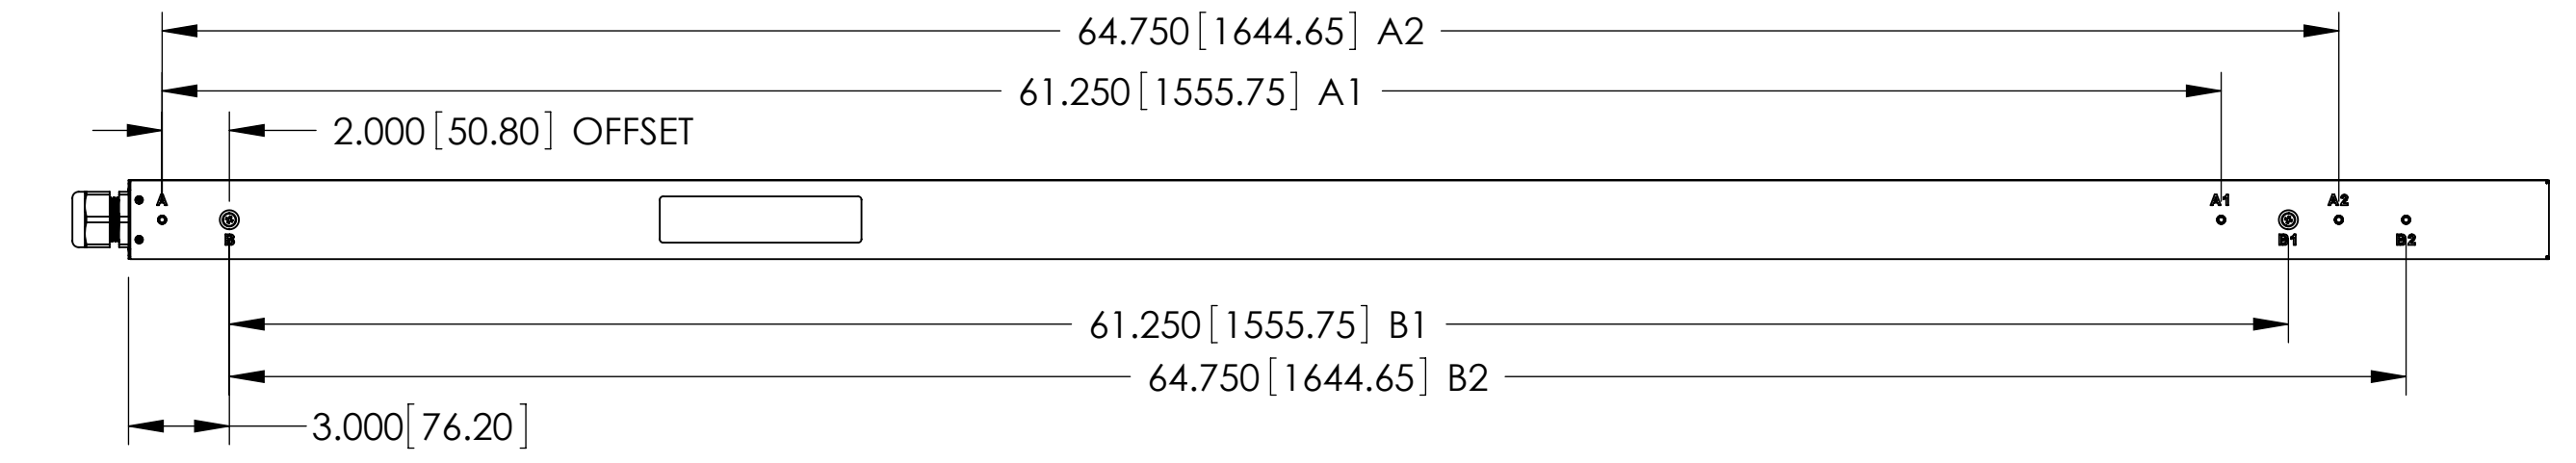 64.750[1644.65] A2
61.250[1555.75] A1
2.000[50.80] OFFSET
A
A1
A2
B
B1
B2
61.250[1555.75] B1
64.750[1644.65] B2
3.000[76.20]